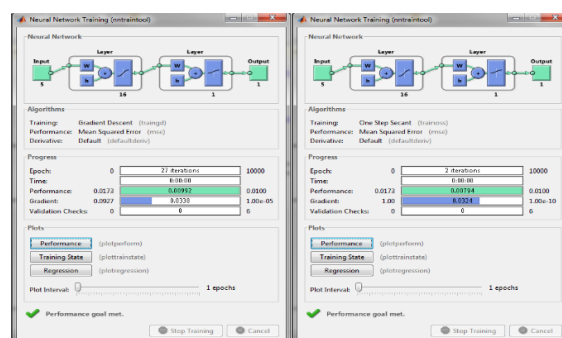 Neural Network Training (nntraintool)
Neural Network
Layer Layer
Input Output
W W
b b
5 1
16 1
Algorithms
Training: Gradient Descent (traingd)
Performance: Mean Squared Error (mse)
Derivative: Default (defaultderiv)
Progress
Epoch: 0 27 iterations 10000
Time: 0:00:00
Performance: 0.0173 0.00992 0.0100
Gradient: 0.0927 0.0330 1.00e-05
Validation Checks: 0 0 6
Plots
Performance (plotperform)
Training State (plottrainstate)
Regression (plotregression)
Plot Interval: 1 epochs
Performance goal met.
Stop Training Cancel
Neural Network Training (nntraintool)
Neural Network
Layer Layer
Input Output
W W
b b
5 1
16 1
Algorithms
Training: One Step Secant (trainoss)
Performance: Mean Squared Error (mse)
Derivative: Default (defaultderiv)
Progress
Epoch: 0 2 iterations 10000
Time: 0:00:00
Performance: 0.0173 0.00794 0.0100
Gradient: 1.00 0.0324 1.00e-10
Validation Checks: 0 0 6
Plots
Performance (plotperform)
Training State (plottrainstate)
Regression (plotregression)
Plot Interval: 1 epochs
Performance goal met.
Stop Training Cancel